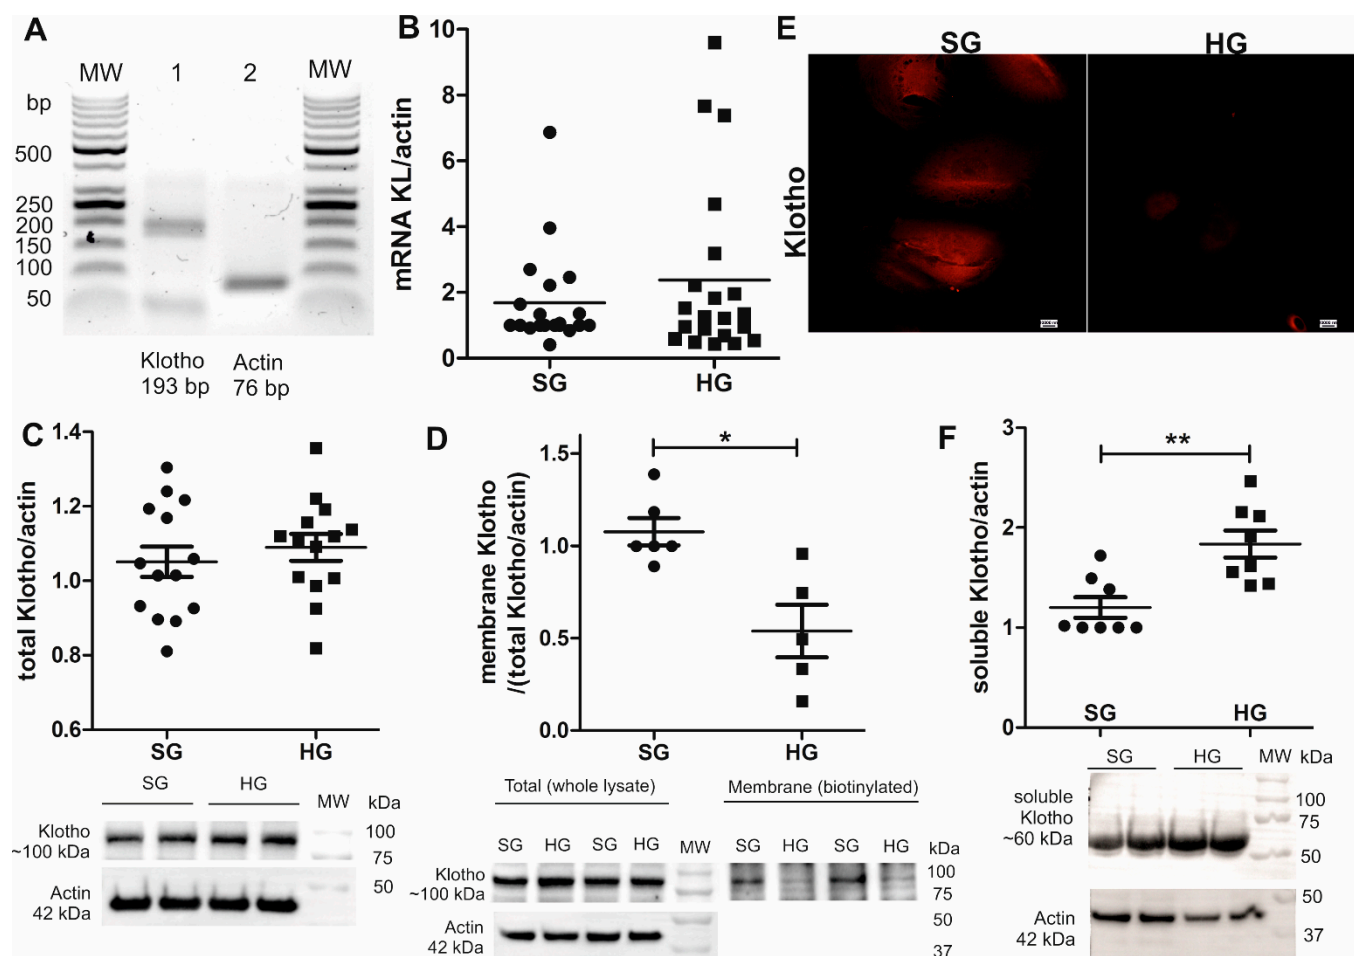 A
MW 1 2 MW
bp
500
250
200
150
100
50
Klotho Actin
193 bp 76 bp
B
mRNA KL/actin
10
8
6
4
2
0
SG HG
E
SG HG
Klotho
C
total Klotho/actin
1.4
1.2
1.0
0.8
0.6
SG HG
SG HG MW kDa
Klotho
~100 kDa
100
75
Actin
42 kDa
50
D
membrane Klotho
/(total Klotho/actin)
1.5
1.0
0.5
0.0
*
SG HG
Total (whole lysate) Membrane (biotinylated)
SG HG SG HG MW SG HG SG HG kDa
Klotho
~100 kDa
100
75
Actin
42 kDa
50
37
F
soluble Klotho/actin
3
2
1
0
**
SG HG
SG HG MW kDa
soluble
Klotho
~60 kDa
100
75
50
Actin
42 kDa
50
37